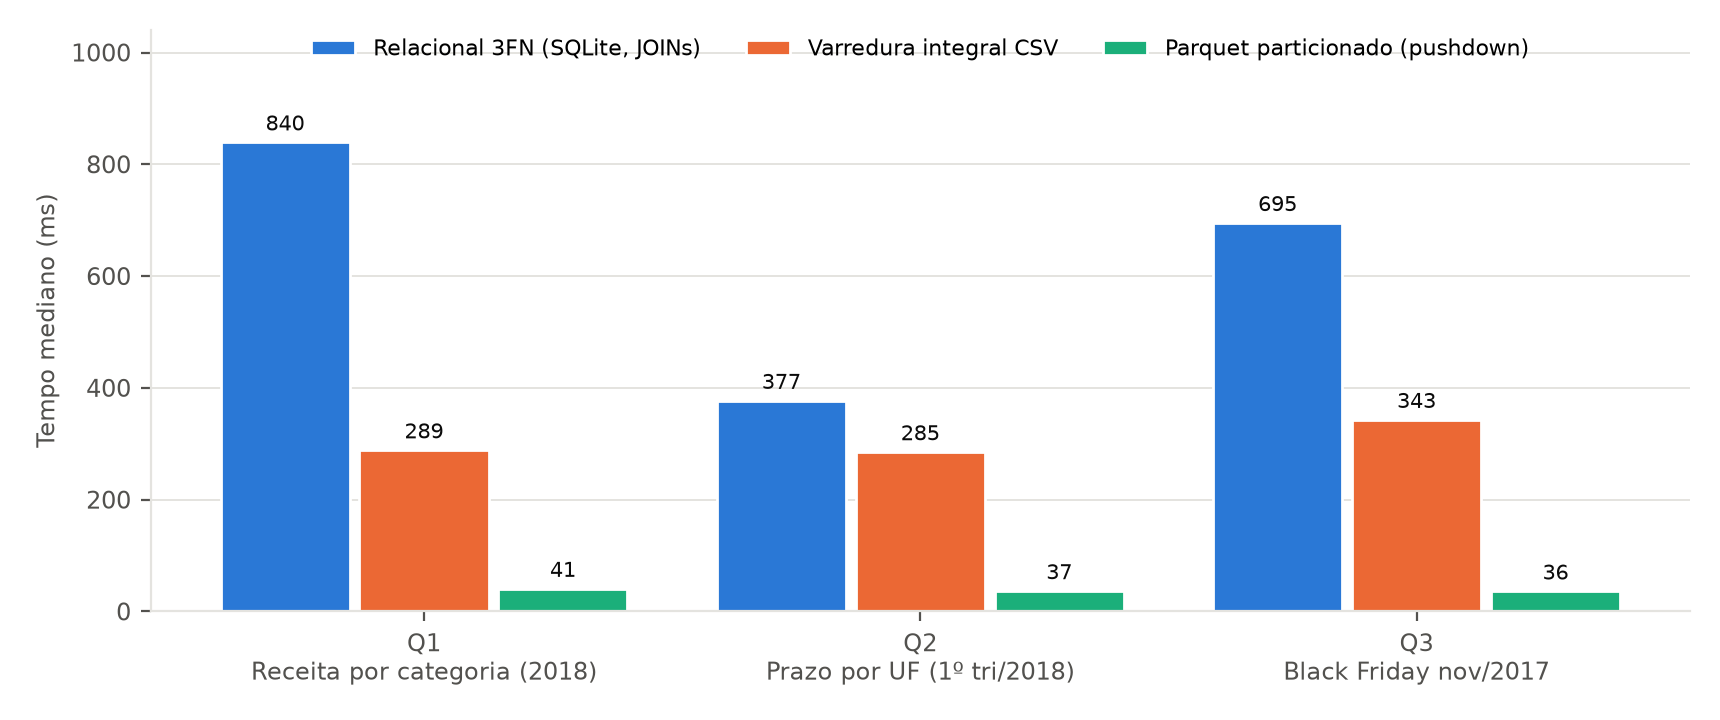 Relacional 3FN (SQLite, JOINs) Varredura integral CSV Parquet particionado (pushdown)
Tempo mediano (ms)
1000
800
600
400
200
0
840
289
41
377
285
37
695
343
36
Q1
Receita por categoria (2018)
Q2
Prazo por UF (1º tri/2018)
Q3
Black Friday nov/2017